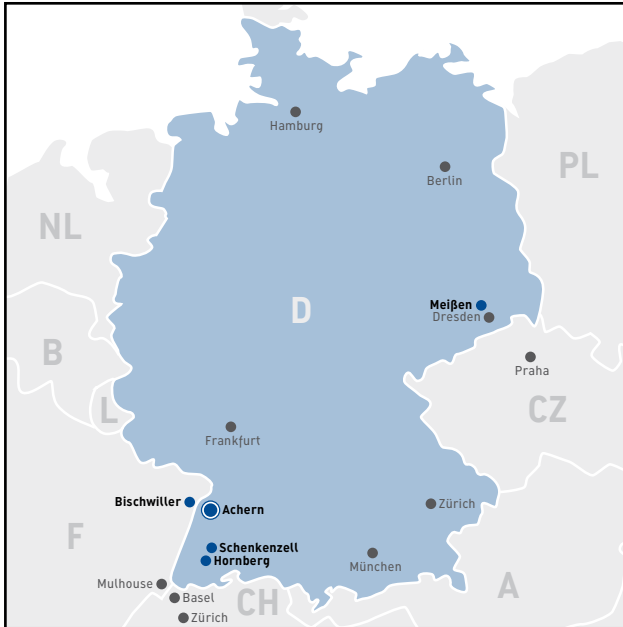 Hamburg
Berlin
PL
NL
D
Meißen
Dresden
B
Praha
L
CZ
Frankfurt
Bischwiller
Achern
Zürich
F
Schenkenzell
Hornberg
München
Mulhouse
Basel
CH
A
Zürich